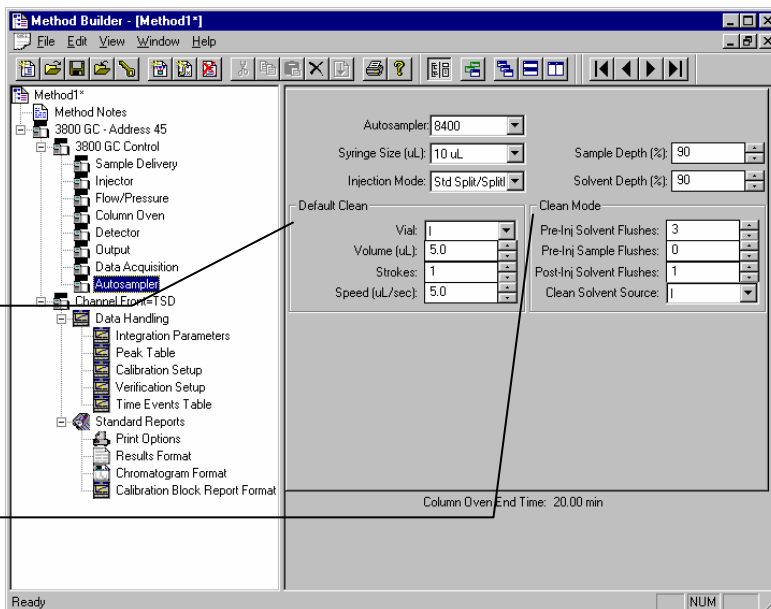 Method Builder - [Method1*]
File Edit View Window Help
Method1*
Method Notes
3800 GC - Address 45
3800 GC Control
Sample Delivery
Injector
Flow/Pressure
Column Oven
Detector
Output
Data Acquisition
Autosampler
Channel Front=TSD
Data Handling
Integration Parameters
Peak Table
Calibration Setup
Verification Setup
Time Events Table
Standard Reports
Print Options
Results Format
Chromatogram Format
Calibration Block Report Format
Autosampler: 8400
Syringe Size (uL): 10 uL
Injection Mode: Std Split/Splitl
Sample Depth (%): 90
Solvent Depth (%): 90
Default Clean
Vial: I
Volume (uL): 5.0
Strokes: 1
Speed (uL/sec): 5.0
Clean Mode
Pre-Inj Solvent Flushes: 3
Pre-Inj Sample Flushes: 0
Post-Inj Solvent Flushes: 1
Clean Solvent Source: I
Column Oven End Time: 20.00 min
Ready
NUM